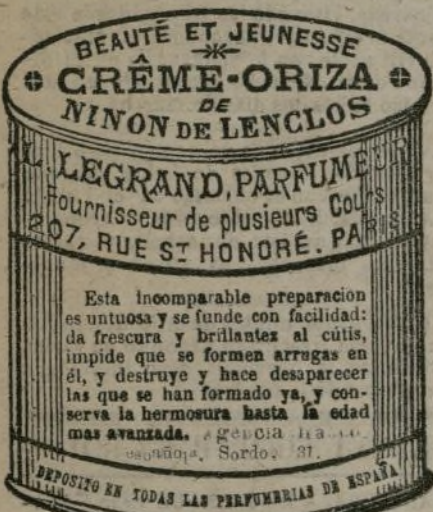 BEAUTÉ ET JEUNESSE
CRÊME-ORIZA
DE
NINON DE LENCLOS
L. LEGRAND, PARFUMEUR
Fournisseur de plusieurs Cours
207, RUE ST HONORÉ. PARIS
Esta incomparable preparacion
es untuosa y se funde con facilidad:
da frescura y brillantez al cútis,
impide que se formen arrugas en
él, y destruye y hace desaparecer
las que se han formado ya, y con-
serva la hermosura hasta la edad
mas avanzada. Agencia
española, Sordo, 31.
DEPOSITO EN TODAS LAS PERFUMERIAS DE ESPAÑA